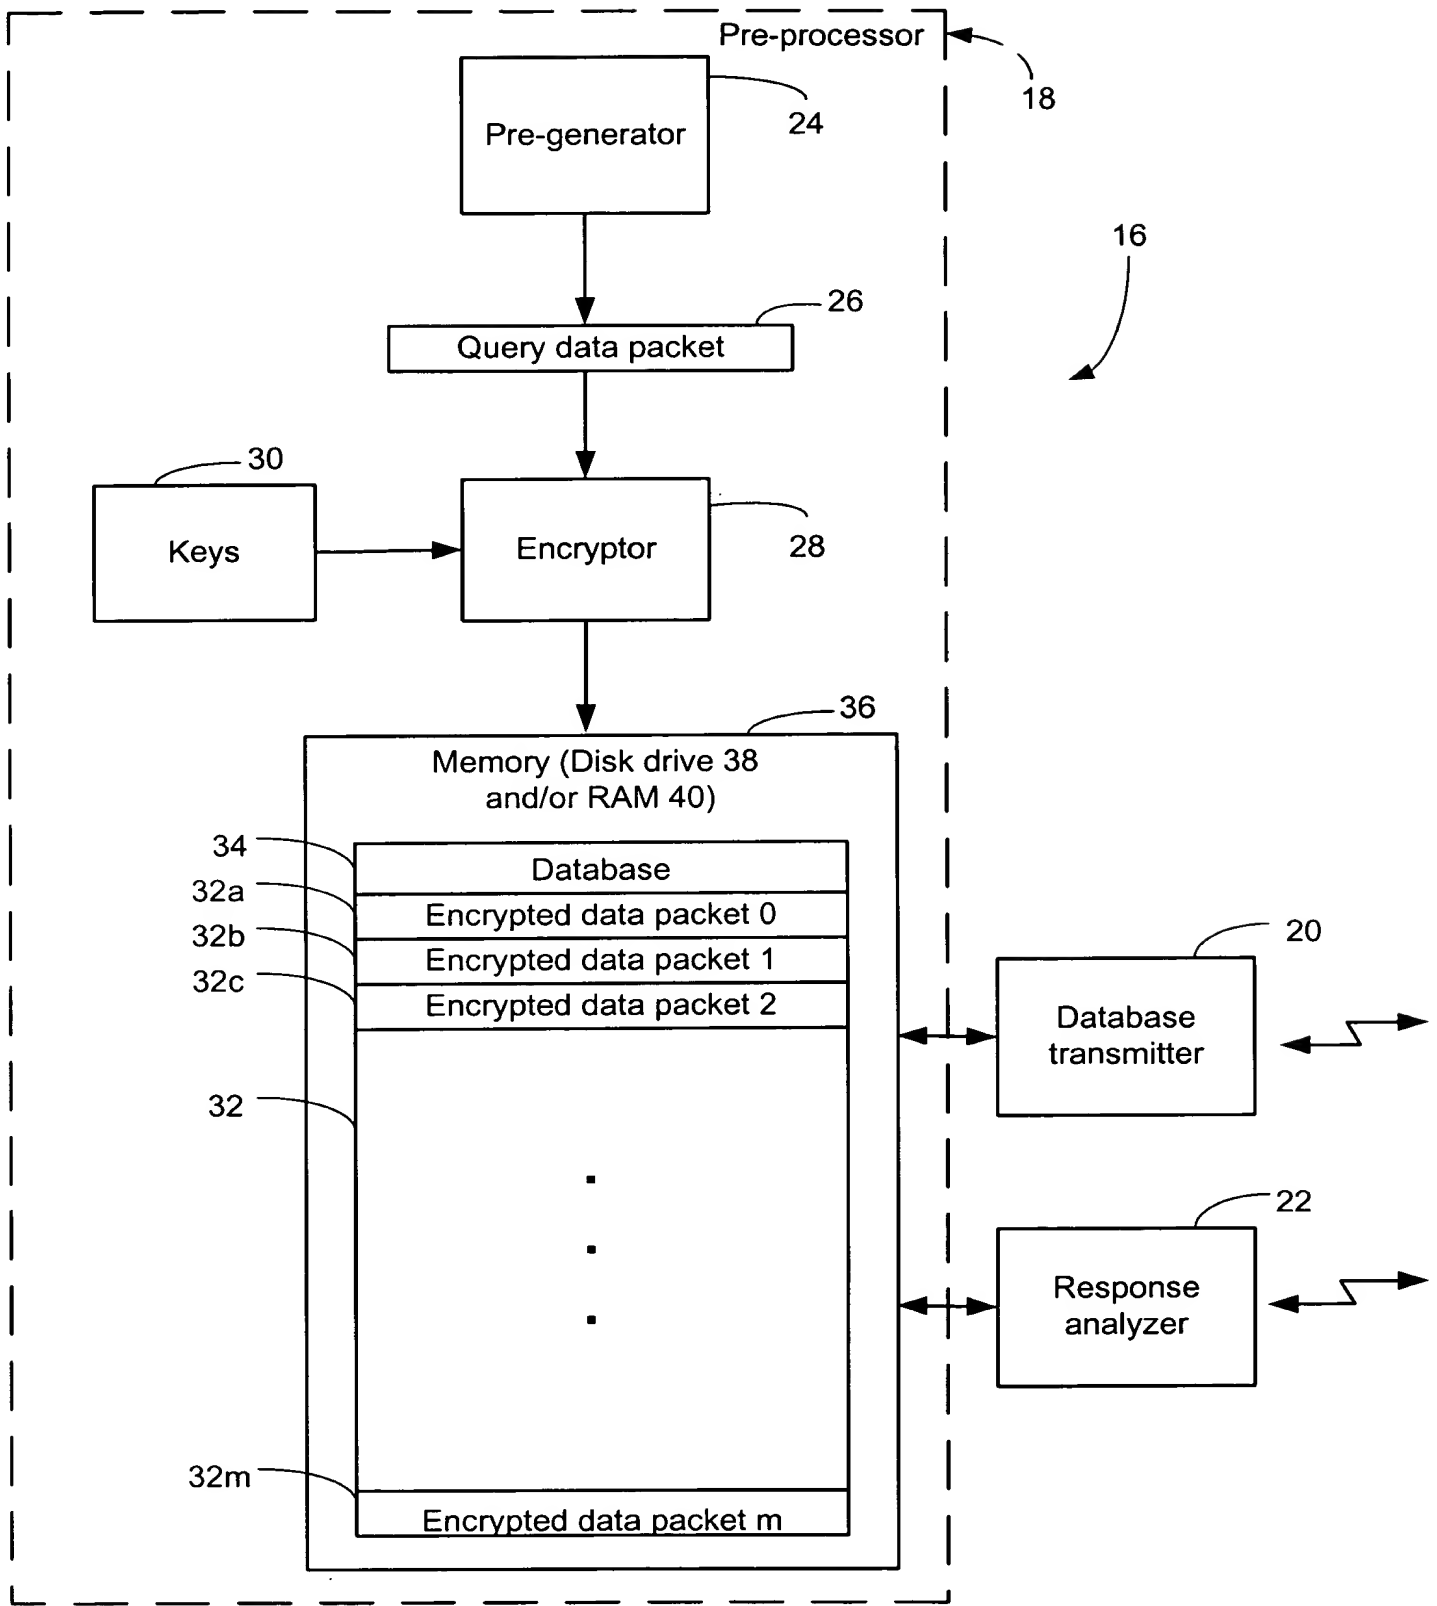 Pre-processor
18
Pre-generator
24
16
26
Query data packet
30
Keys
Encryptor
28
36
Memory (Disk drive 38
and/or RAM 40)
34
Database
32a
Encrypted data packet 0
32b
Encrypted data packet 1
32c
Encrypted data packet 2
20
Database
transmitter
32
22
Response
analyzer
32m
Encrypted data packet m